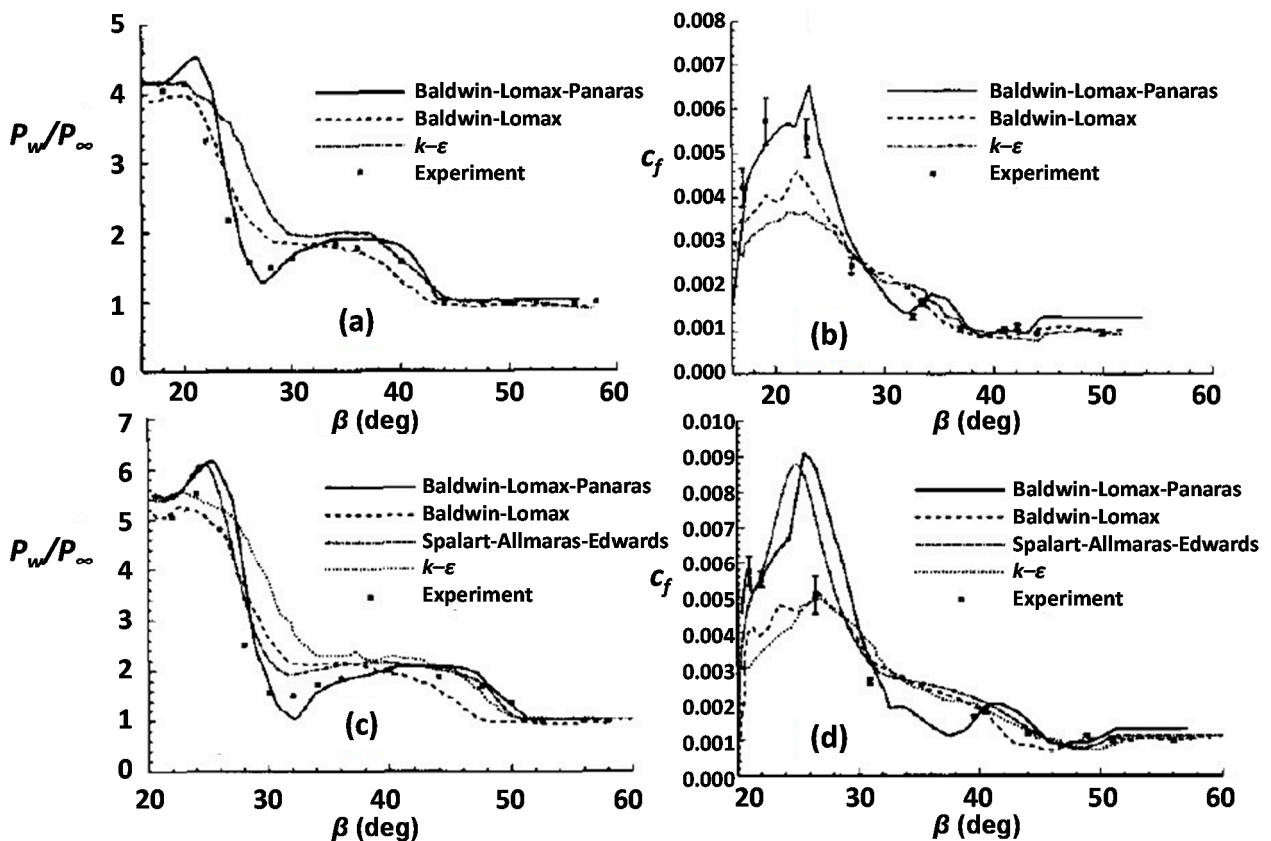 5
4
3
2
1
0
P_w/P_∞
Baldwin-Lomax-Panaras
Baldwin-Lomax
k–ε
Experiment
(a)
20 30 40 50 60
β (deg)
0.008
0.007
0.006
0.005
0.004
0.003
0.002
0.001
0.000
c_f
Baldwin-Lomax-Panaras
Baldwin-Lomax
k–ε
Experiment
(b)
20 30 40 50 60
β (deg)
7
6
5
4
3
2
1
0
P_w/P_∞
Baldwin-Lomax-Panaras
Baldwin-Lomax
Spalart-Allmaras-Edwards
k–ε
Experiment
(c)
20 30 40 50 60
β (deg)
0.010
0.009
0.008
0.007
0.006
0.005
0.004
0.003
0.002
0.001
0.000
c_f
Baldwin-Lomax-Panaras
Baldwin-Lomax
Spalart-Allmaras-Edwards
k–ε
Experiment
(d)
20 30 40 50 60
β (deg)